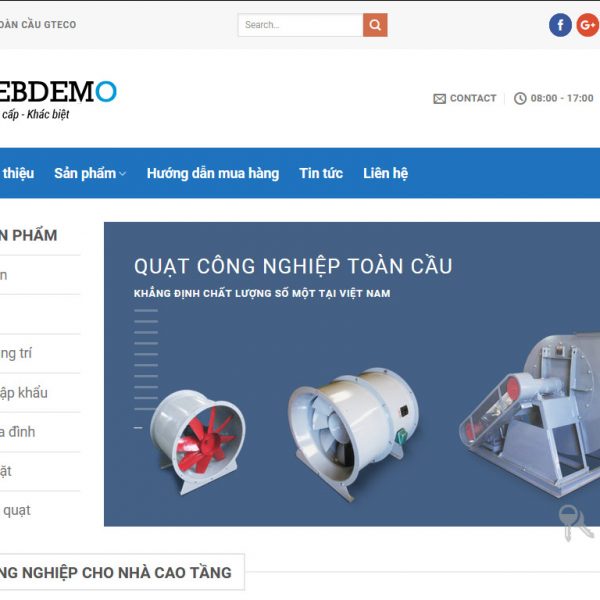 OÀN CẦU GTECO
Search...
CONTACT
08:00 - 17:00
EBDEMO
cấp - Khác biệt
thiệu
Sản phẩm
Hướng dẫn mua hàng
Tin tức
Liên hệ
N PHẨM
n
ng trí
ập khẩu
a đình
ặt
quạt
QUẠT CÔNG NGHIỆP TOÀN CẦU
KHẲNG ĐỊNH CHẤT LƯỢNG SỐ MỘT TẠI VIỆT NAM
NG NGHIỆP CHO NHÀ CAO TẦNG